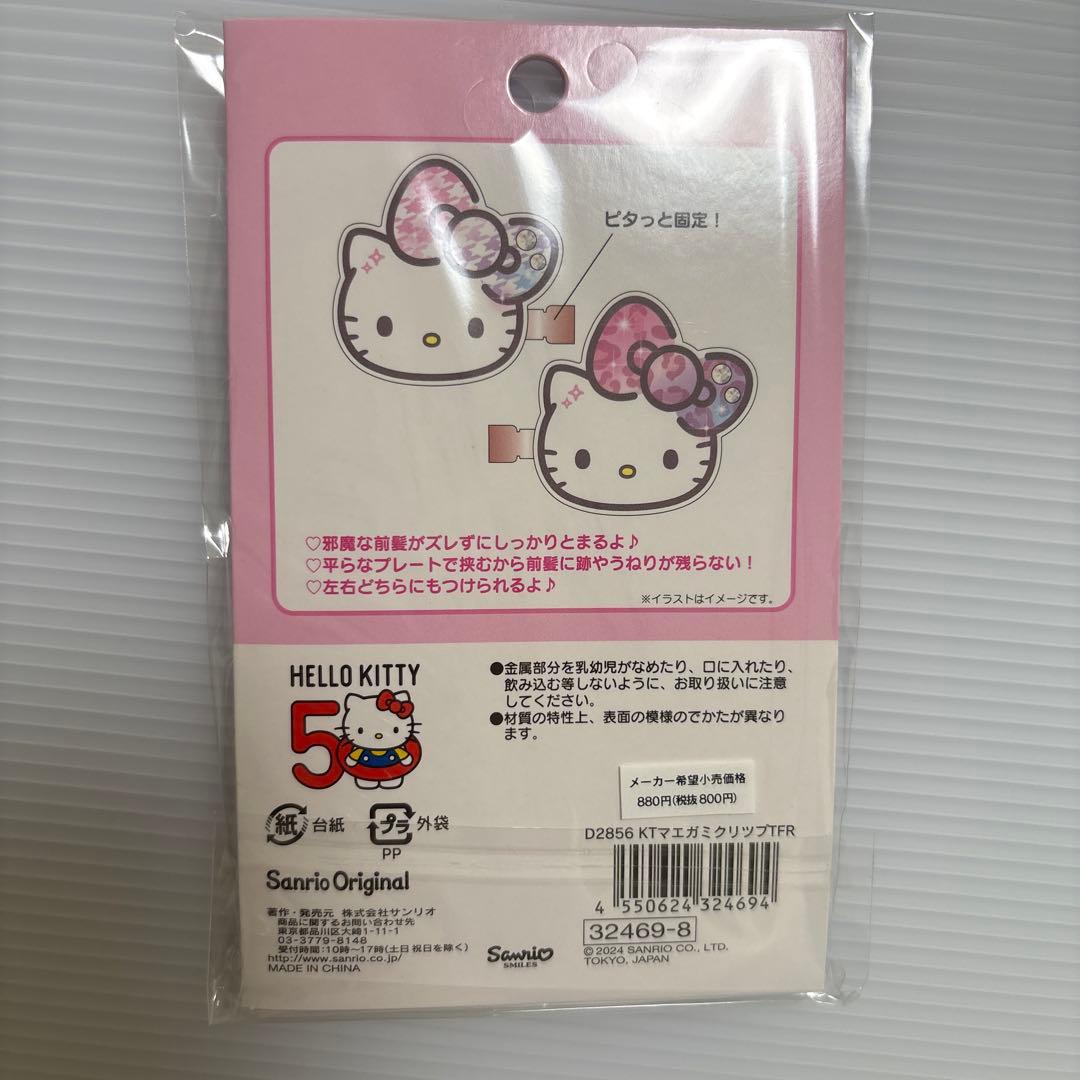 ピタっと固定！
♡邪魔な前髪がズレずにしっかりとまるよ♪
♡平らなプレートで挟むから前髪に跡やうねりが残らない！
♡左右どちらにもつけられるよ♪
※イラストはイメージです。
HELLO KITTY
50
●金属部分を乳幼児がなめたり、口に入れたり、
飲み込む等しないように、お取り扱いに注意
してください。
●材質の特性上、表面の模様のでかたが異なり
ます。
メーカー希望小売価格
880円(税抜800円)
紙 台紙
プラ 外袋
PP
D2856 KTマエガミクリツプTFR
4 550624 324694
32469-8
© 2024 SANRIO CO., LTD.
TOKYO, JAPAN
Sanrio Original
著作・発売元 株式会社サンリオ
商品に関するお問い合わせ先
東京都品川区大崎1-11-1
03-3779-8148
受付時間:10時～17時(土日祝日を除く)
http://www.sanrio.co.jp/
MADE IN CHINA
Sanrio
SMILES